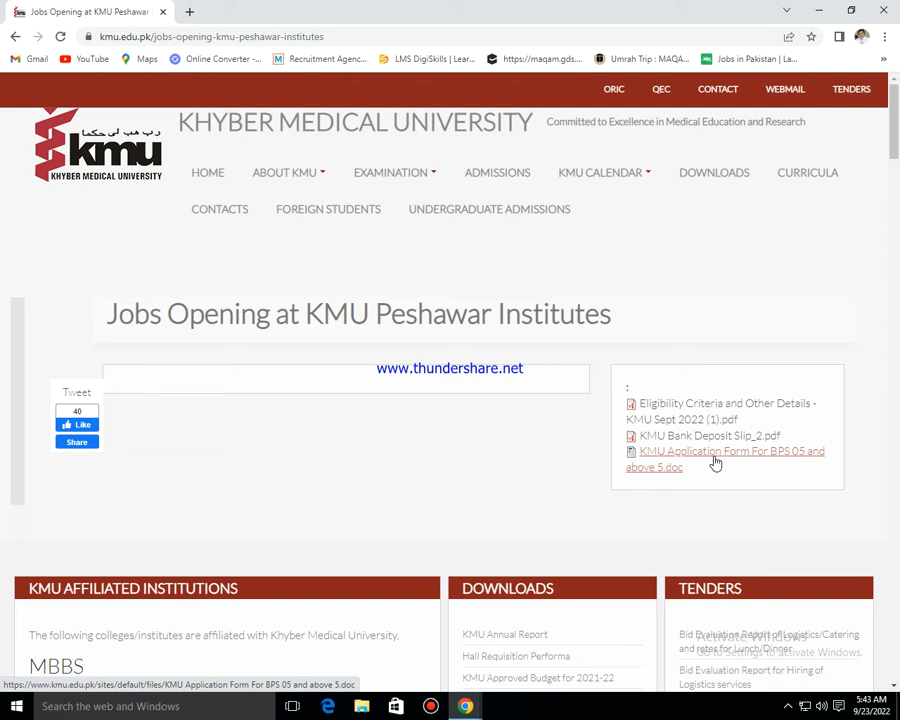 Jobs Opening at KMU Peshawar I
kmu.edu.pk/jobs-opening-kmu-peshawar-institutes
Gmail YouTube Maps Online Converter -... Recruitment Agenc... LMS DigiSkills | Lear... https://maqam.gds.... Umrah Trip : MAQA... Jobs in Pakistan | La... »
ORIC QEC CONTACT WEBMAIL TENDERS
kmu
KHYBER MEDICAL UNIVERSITY
KHYBER MEDICAL UNIVERSITY Committed to Excellence in Medical Education and Research
HOME ABOUT KMU EXAMINATION ADMISSIONS KMU CALENDAR DOWNLOADS CURRICULA
CONTACTS FOREIGN STUDENTS UNDERGRADUATE ADMISSIONS
Jobs Opening at KMU Peshawar Institutes
www.thundershare.net
Tweet
40
Like
Share
:
Eligibility Criteria and Other Details -
KMU Sept 2022 (1).pdf
KMU Bank Deposit Slip_2.pdf
KMU Application Form For BPS 05 and
above 5.doc
KMU AFFILIATED INSTITUTIONS
The following colleges/institutes are affiliated with Khyber Medical University.
MBBS
DOWNLOADS
KMU Annual Report
Hall Requisition Performa
KMU Approved Budget for 2021-22
TENDERS
Bid Evaluation Report of Logistics/Catering
and rates for Lunch/Dinner
Bid Evaluation Report for Hiring of
Logistics services
Activate Windows
Go to Settings to activate Windows.
https://www.kmu.edu.pk/sites/default/files/KMU Application Form For BPS 05 and above 5.doc
Search the web and Windows
5:43 AM
9/23/2022